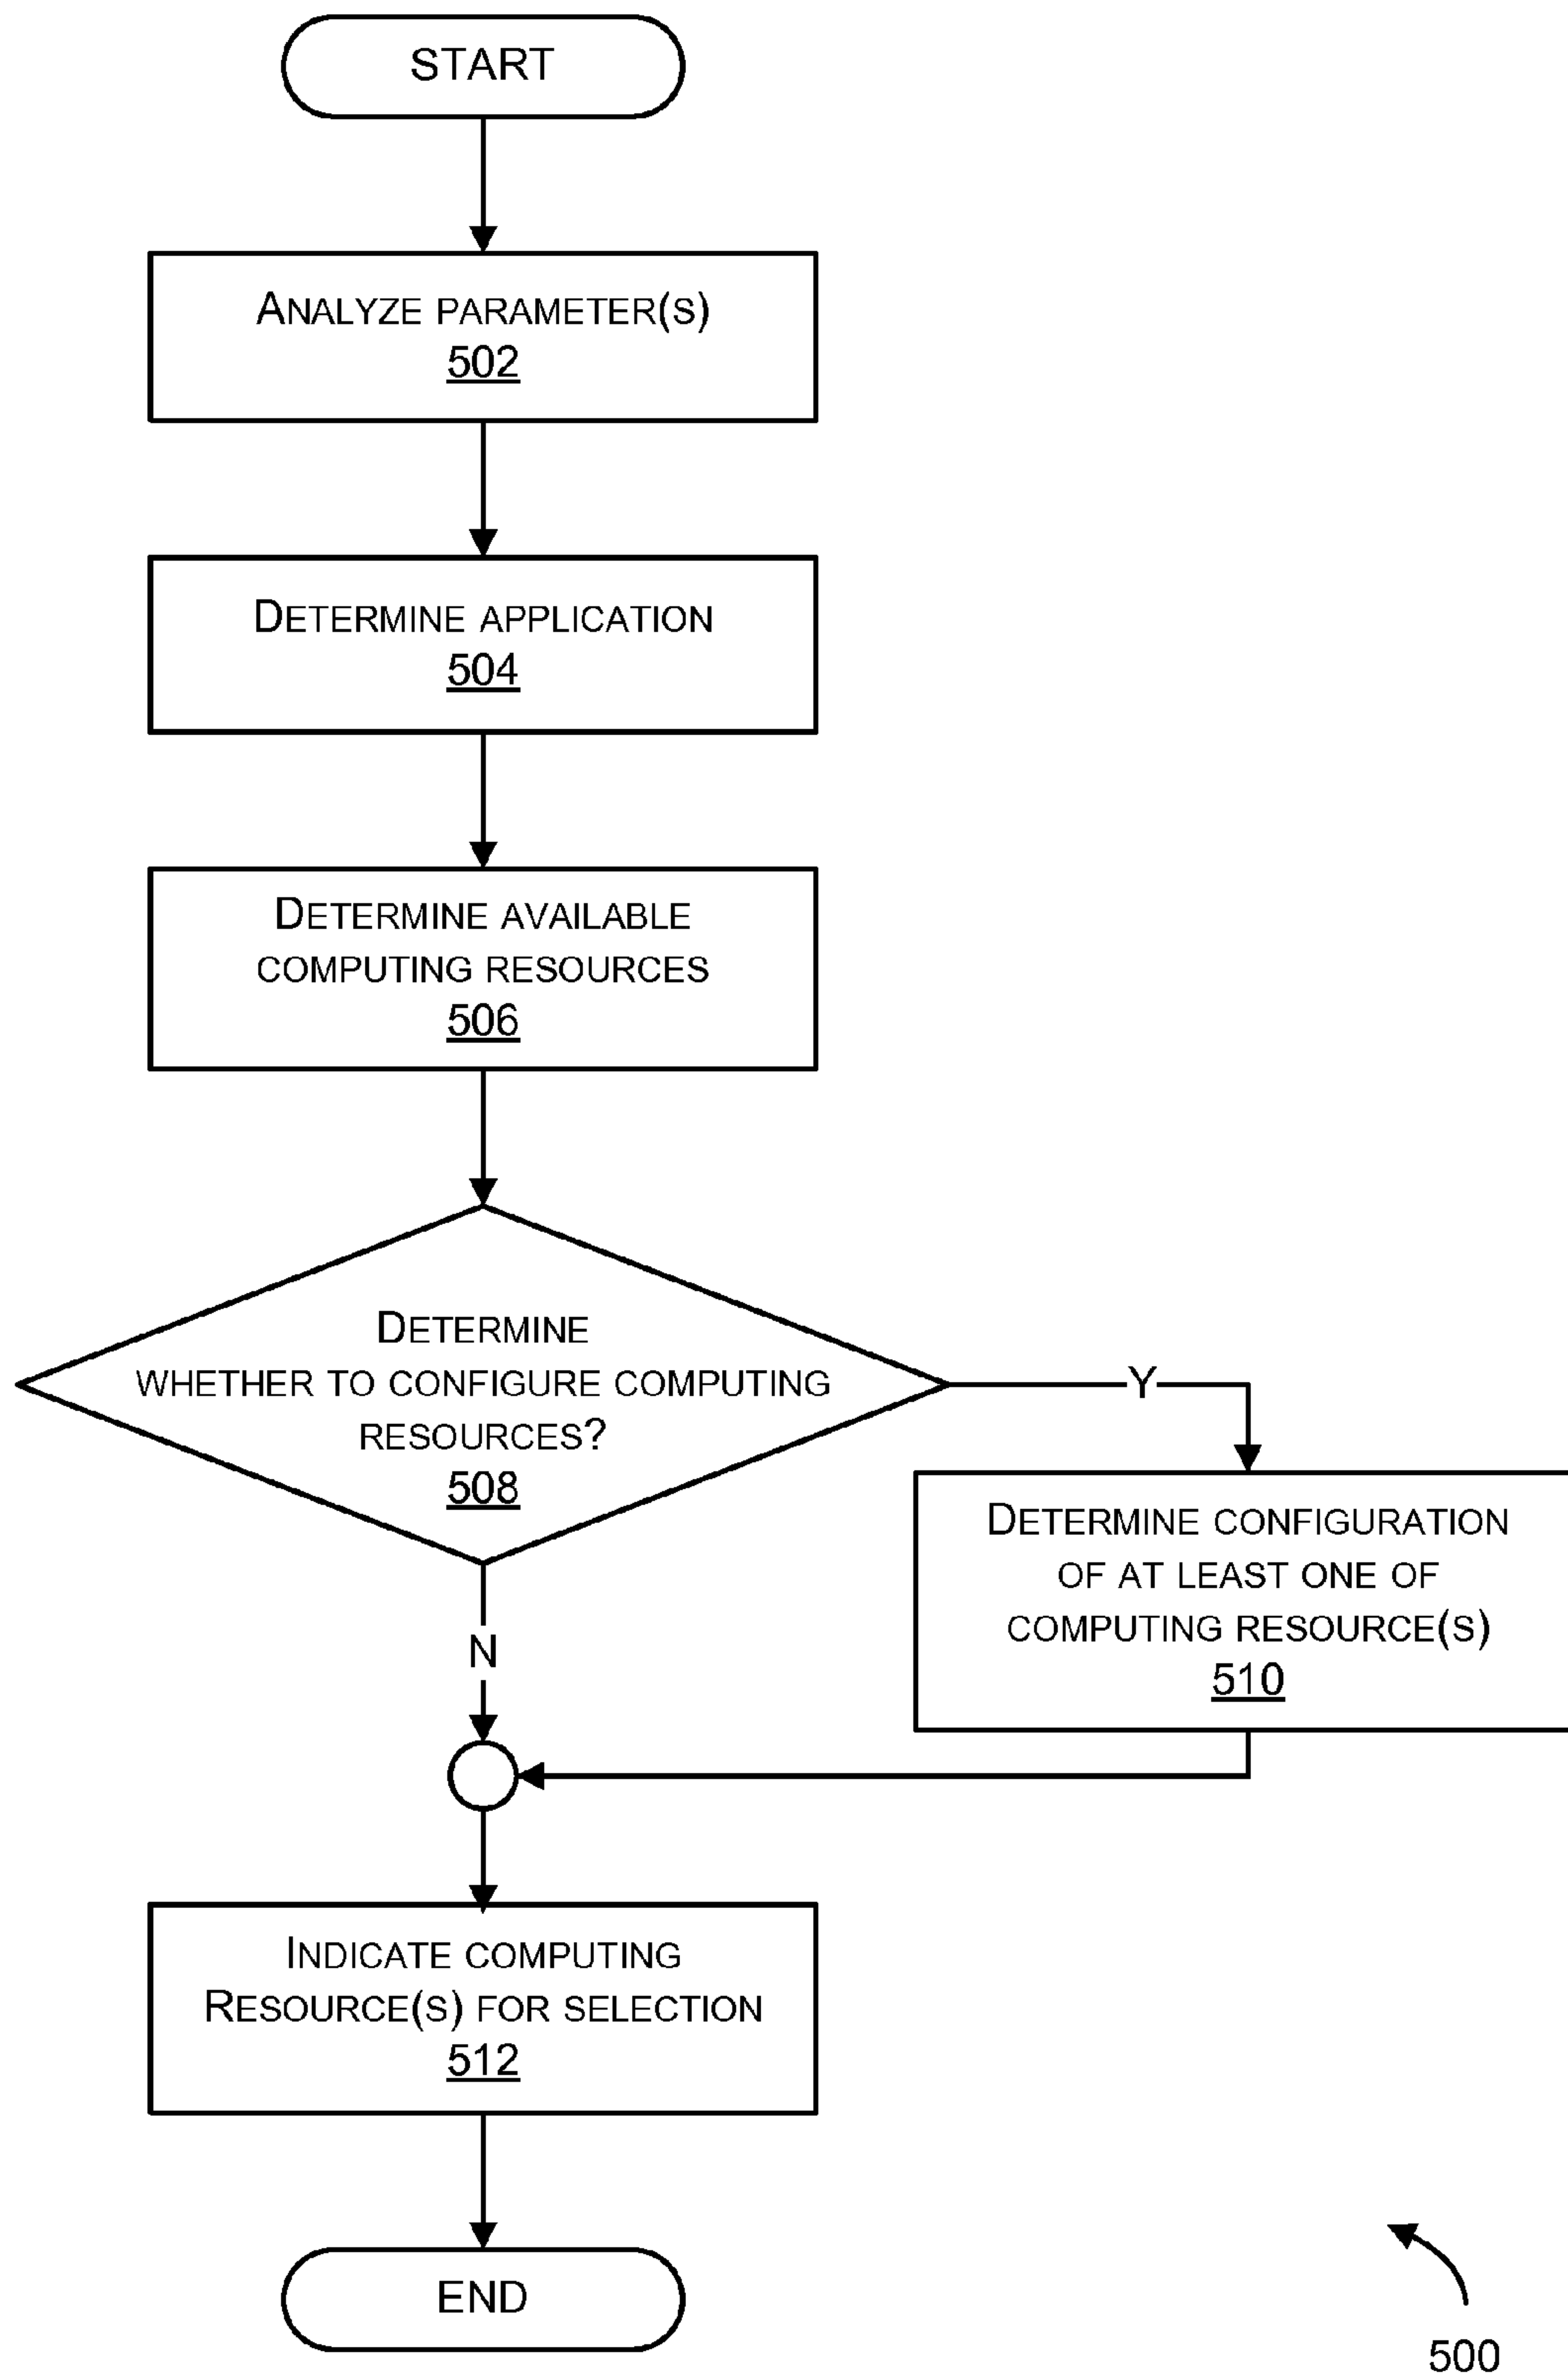 START
ANALYZE PARAMETER(S)
502
DETERMINE APPLICATION
504
DETERMINE AVAILABLE
COMPUTING RESOURCES
506
DETERMINE
WHETHER TO CONFIGURE COMPUTING
RESOURCES?
508
Y
DETERMINE CONFIGURATION
OF AT LEAST ONE OF
COMPUTING RESOURCE(S)
510
N
INDICATE COMPUTING
RESOURCE(S) FOR SELECTION
512
END
500